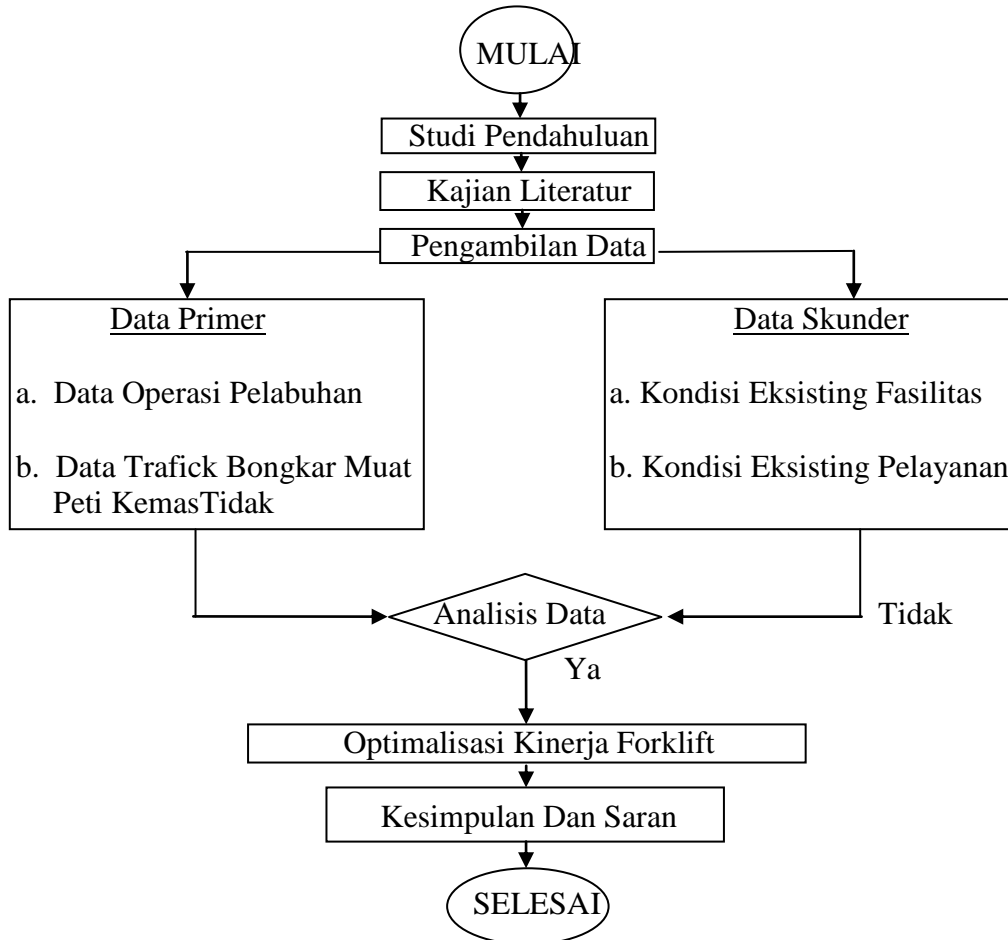 MULAI
Studi Pendahuluan
Kajian Literatur
Pengambilan Data
Data Primer
a. Data Operasi Pelabuhan
b. Data Trafick Bongkar Muat
Peti KemasTidak
Data Skunder
a. Kondisi Eksisting Fasilitas
b. Kondisi Eksisting Pelayanan
Analisis Data
Tidak
Ya
Optimalisasi Kinerja Forklift
Kesimpulan Dan Saran
SELESAI